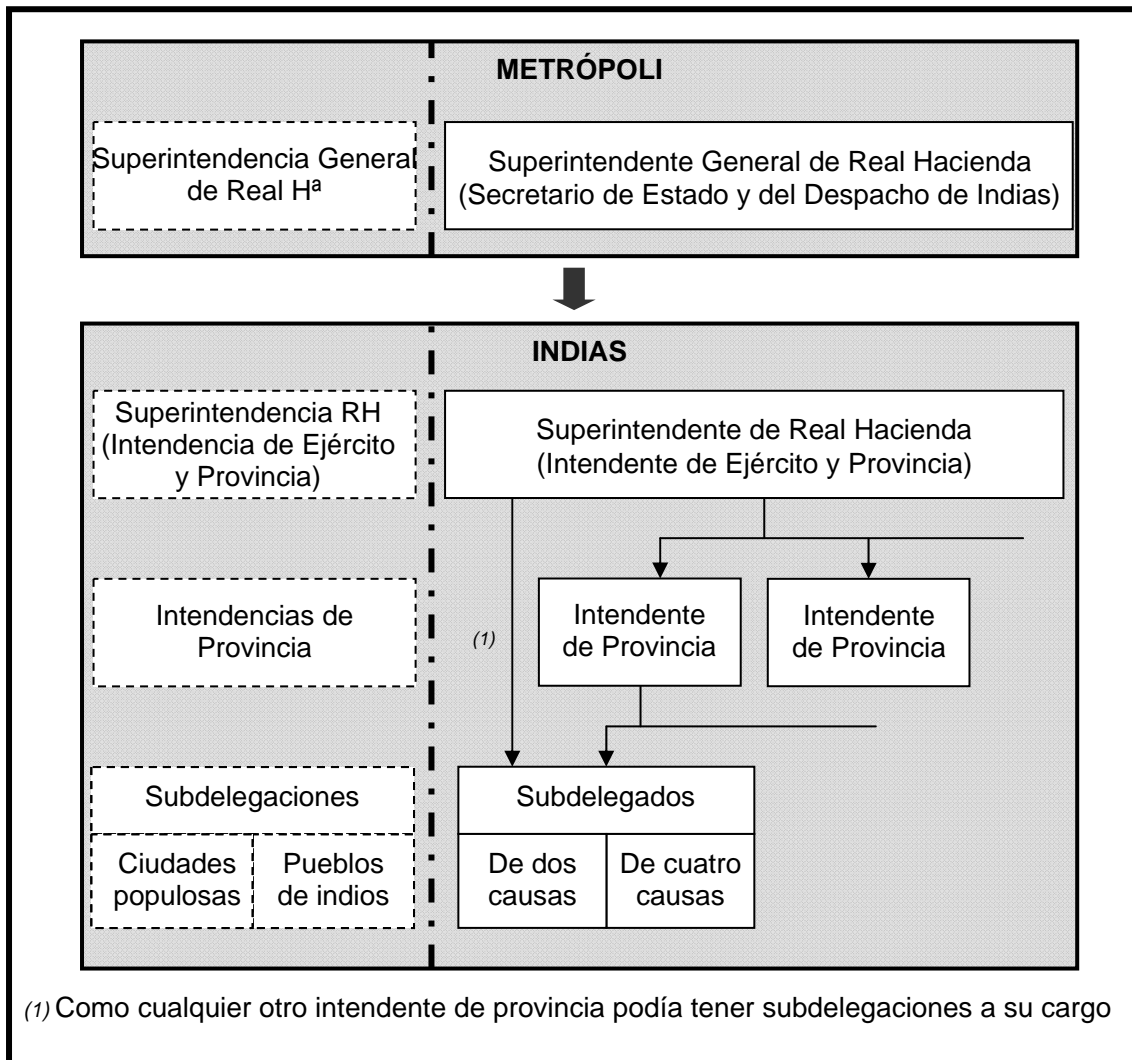 METRÓPOLI
Superintendencia General
de Real Hª
Superintendente General de Real Hacienda
(Secretario de Estado y del Despacho de Indias)
INDIAS
Superintendencia RH
(Intendencia de Ejército
y Provincia)
Superintendente de Real Hacienda
(Intendente de Ejército y Provincia)
Intendencias de
Provincia
(1)
Intendente
de Provincia
Intendente
de Provincia
Subdelegaciones
Ciudades
populosas
Pueblos
de indios
Subdelegados
De dos
causas
De cuatro
causas
(1) Como cualquier otro intendente de provincia podía tener subdelegaciones a su cargo